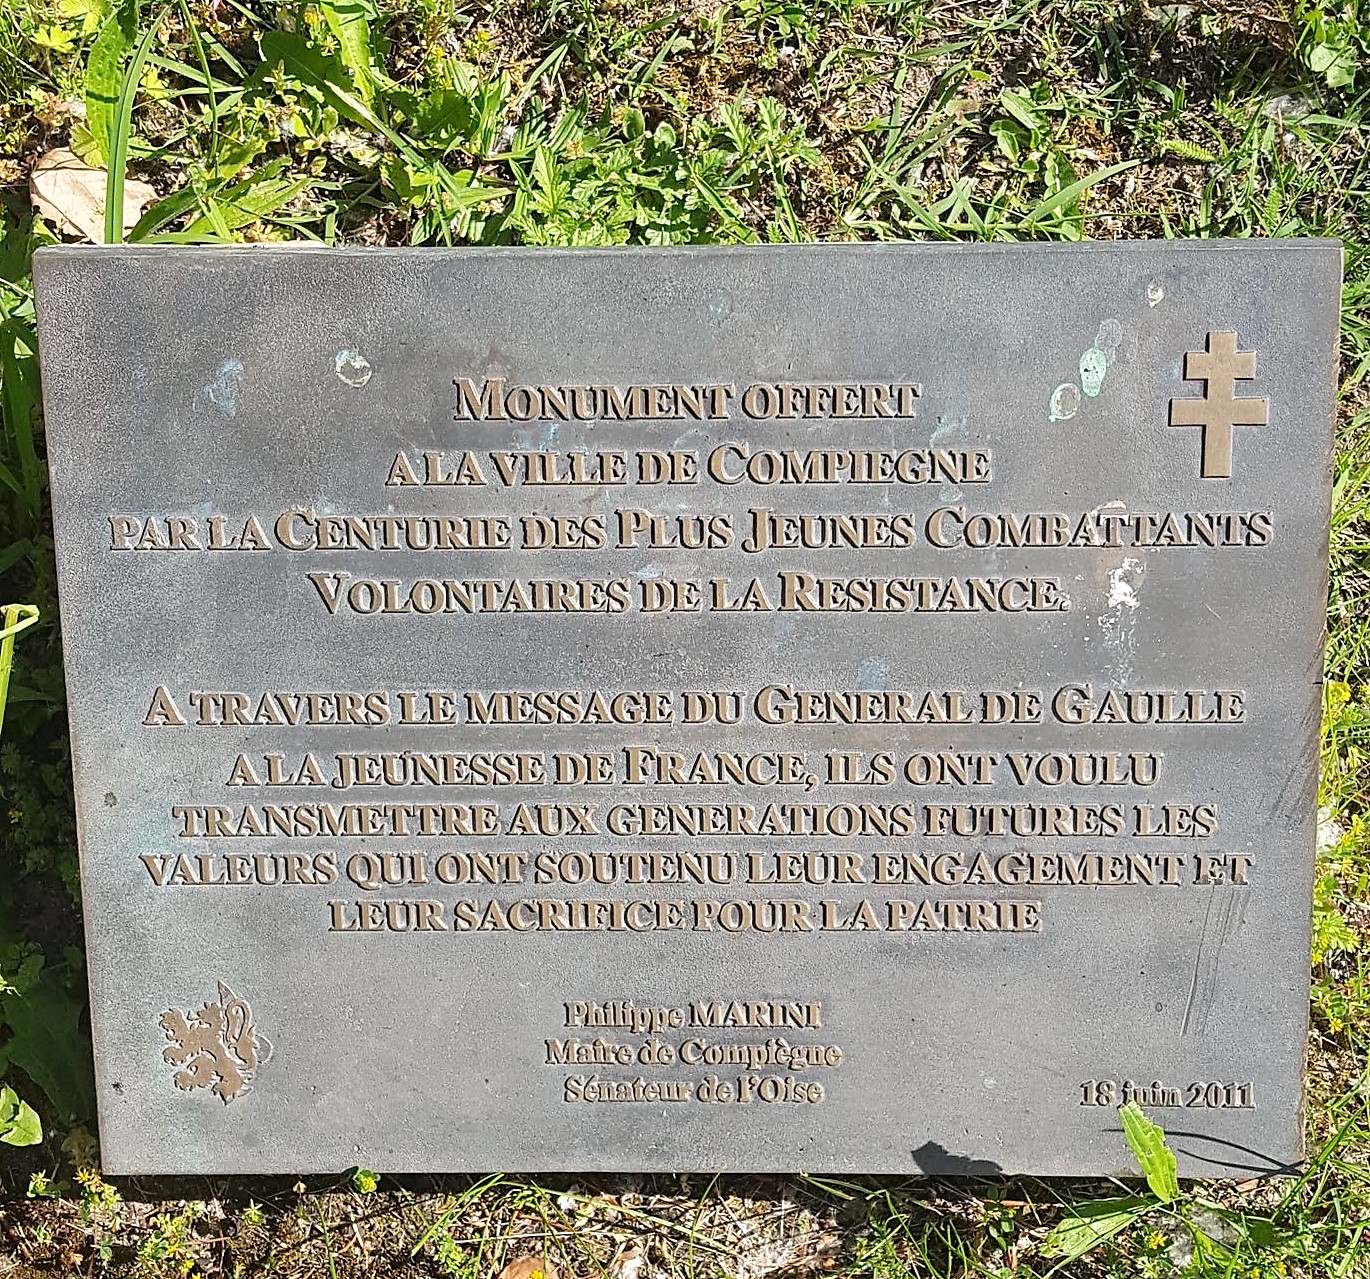 MONUMENT OFFERT
A LA VILLE DE COMPIEGNE
PAR LA CENTURIE DES PLUS JEUNES COMBATTANTS
VOLONTAIRES DE LA RESISTANCE.
A TRAVERS LE MESSAGE DU GENERAL DE GAULLE
A LA JEUNESSE DE FRANCE, ILS ONT VOULU
TRANSMETTRE AUX GENERATIONS FUTURES LES
VALEURS QUI ONT SOUTENU LEUR ENGAGEMENT ET
LEUR SACRIFICE POUR LA PATRIE
Philippe MARINI
Maire de Compiègne
Sénateur de l'Oise
18 juin 2011